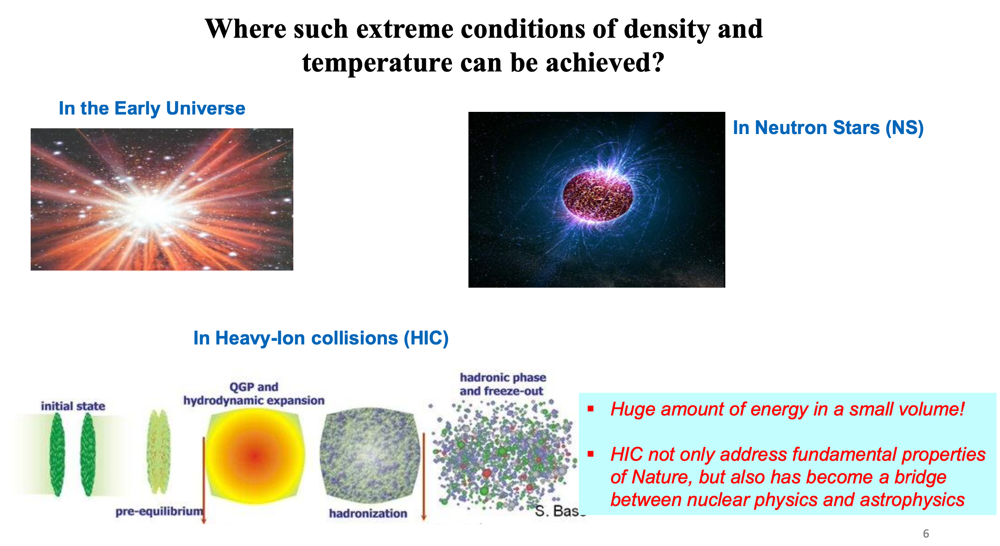 Where such extreme conditions of density and
temperature can be achieved?
In the Early Universe
In Neutron Stars (NS)
In Heavy-Ion collisions (HIC)
initial state
pre-equilibrium
QGP and
hydrodynamic expansion
hadronization
hadronic phase
and freeze-out
S. Bass
▪ Huge amount of energy in a small volume!
▪ HIC not only address fundamental properties
of Nature, but also has become a bridge
between nuclear physics and astrophysics
6